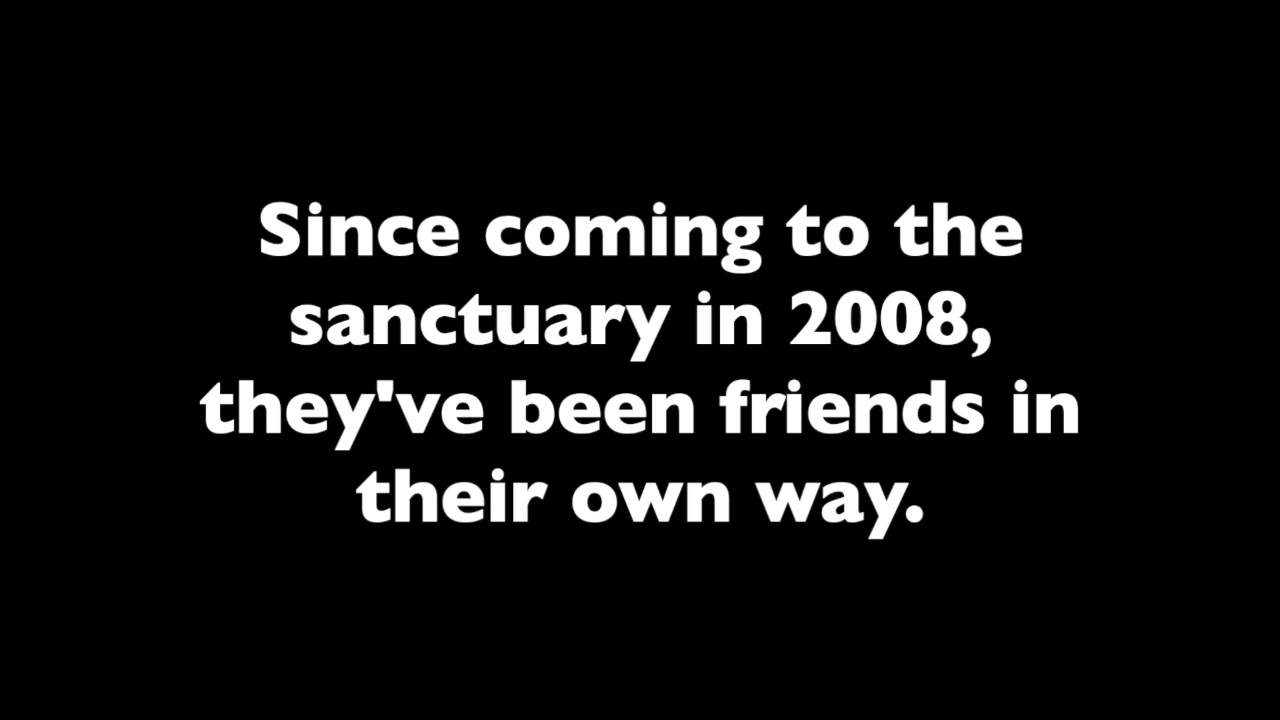 Since coming to the
sanctuary in 2008,
they've been friends in
their own way.